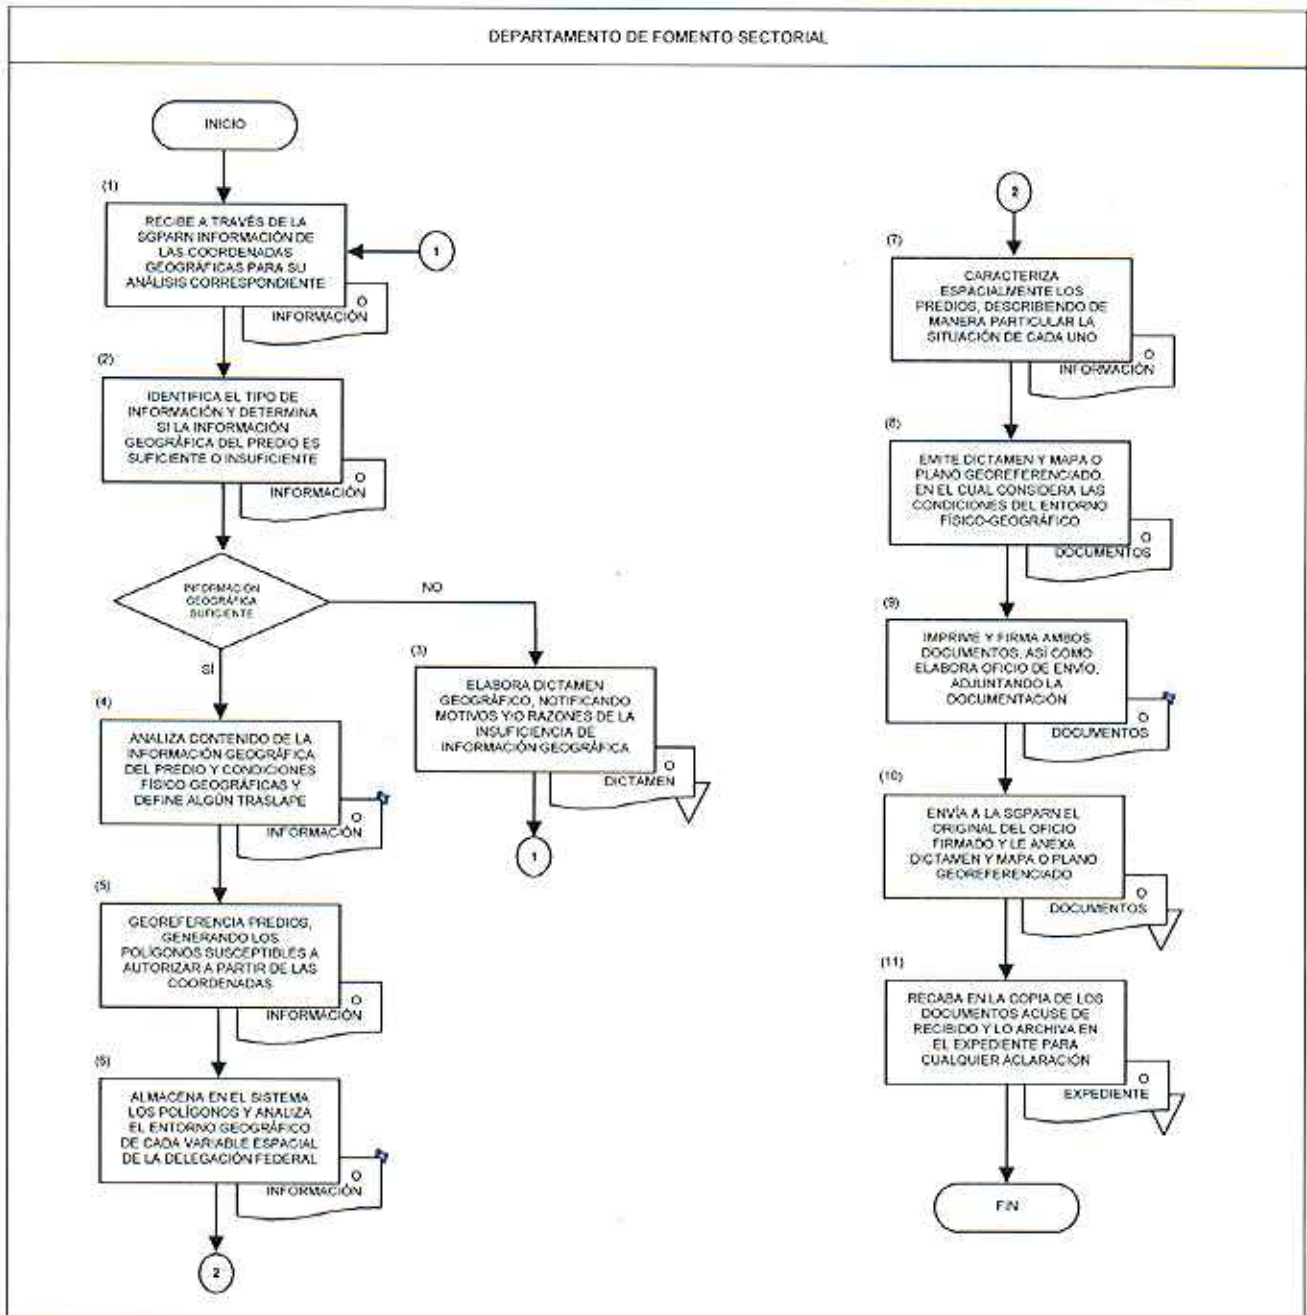 DEPARTAMENTO DE FOMENTO SECTORIAL
INICIO
(1)
RECIBE A TRAVÉS DE LA
SGPARN INFORMACIÓN DE
LAS COORDENADAS
GEOGRÁFICAS PARA SU
ANÁLISIS CORRESPONDIENTE
1
O
INFORMACIÓN
(2)
IDENTIFICA EL TIPO DE
INFORMACIÓN Y DETERMINA
SI LA INFORMACIÓN
GEOGRÁFICA DEL PREDIO ES
SUFICIENTE O INSUFICIENTE
O
INFORMACIÓN
INFORMACIÓN
GEOGRÁFICA
SUFICIENTE
NO
SÍ
(3)
ELABORA DICTAMEN
GEOGRÁFICO, NOTIFICANDO
MOTIVOS Y/O RAZONES DE LA
INSUFICIENCIA DE
INFORMACIÓN GEOGRÁFICA
O
DICTAMEN
1
(4)
ANALIZA CONTENIDO DE LA
INFORMACIÓN GEOGRÁFICA
DEL PREDIO Y CONDICIONES
FÍSICO GEOGRÁFICAS Y
DEFINE ALGÚN TRASLAPE
O
INFORMACIÓN
(5)
GEOREFERENCIA PREDIOS,
GENERANDO LOS
POLÍGONOS SUSCEPTIBLES A
AUTORIZAR A PARTIR DE LAS
COORDENADAS
O
INFORMACIÓN
(6)
ALMACENA EN EL SISTEMA
LOS POLÍGONOS Y ANALIZA
EL ENTORNO GEOGRÁFICO
DE CADA VARIABLE ESPACIAL
DE LA DELEGACIÓN FEDERAL
O
INFORMACIÓN
2
2
(7)
CARACTERIZA
ESPACIALMENTE LOS
PREDIOS, DESCRIBIENDO DE
MANERA PARTICULAR LA
SITUACIÓN DE CADA UNO
O
INFORMACIÓN
(8)
EMITE DICTAMEN Y MAPA O
PLANO GEOREFERENCIADO,
EN EL CUAL CONSIDERA LAS
CONDICIONES DEL ENTORNO
FÍSICO-GEOGRÁFICO
O
DOCUMENTOS
(9)
IMPRIME Y FIRMA AMBOS
DOCUMENTOS, ASÍ COMO
ELABORA OFICIO DE ENVÍO,
ADJUNTANDO LA
DOCUMENTACIÓN
O
DOCUMENTOS
(10)
ENVÍA A LA SGPARN EL
ORIGINAL DEL OFICIO
FIRMADO Y LE ANEXA
DICTAMEN Y MAPA O PLANO
GEOREFERENCIADO
O
DOCUMENTOS
(11)
RECABA EN LA COPIA DE LOS
DOCUMENTOS ACUSE DE
RECIBIDO Y LO ARCHIVA EN
EL EXPEDIENTE PARA
CUALQUIER ACLARACIÓN
O
EXPEDIENTE
FIN